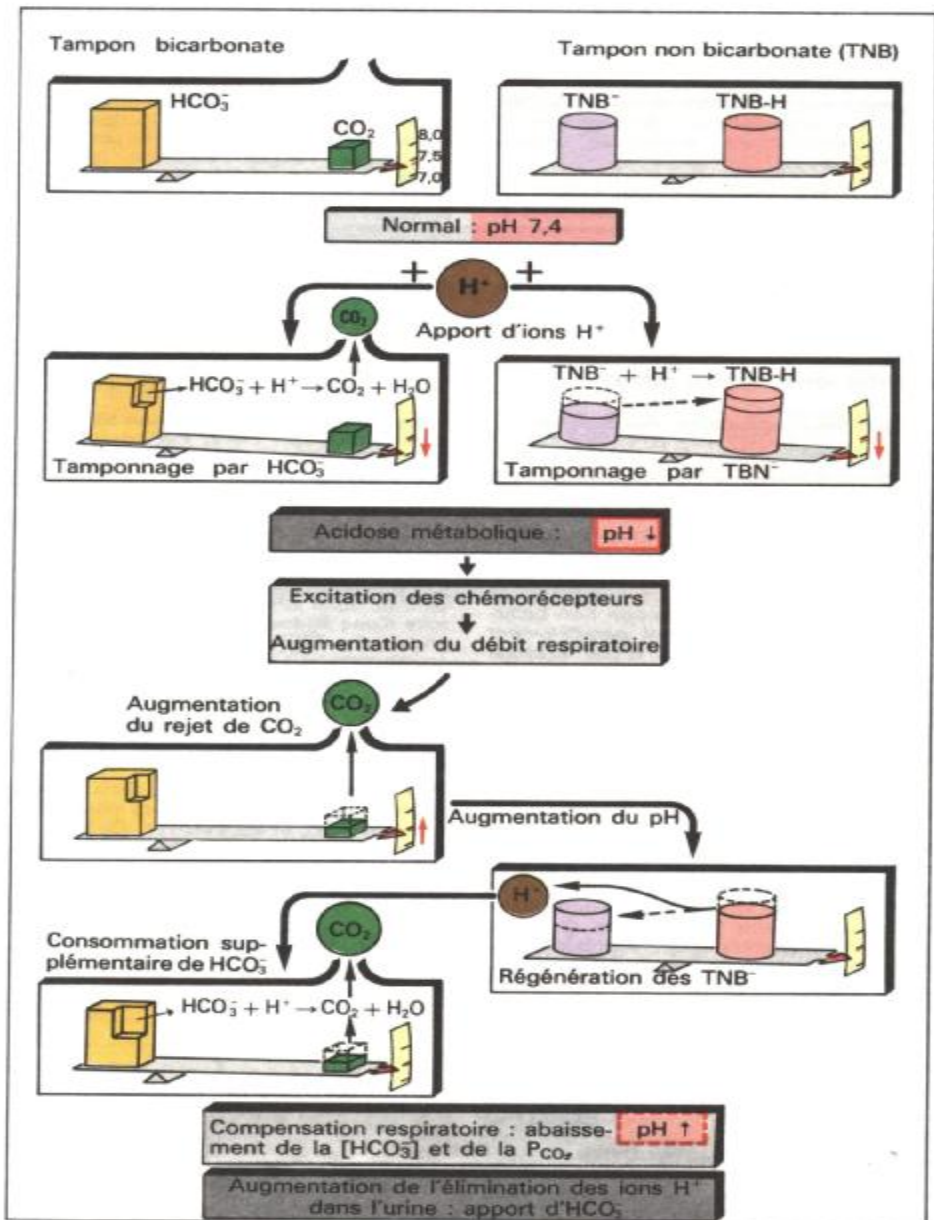 Tampon bicarbonate
Tampon non bicarbonate (TNB)
HCO₃⁻
CO₂
8,0
7,5
7,0
TNB⁻
TNB-H
Normal : pH 7,4
+
H⁺
+
CO₂
Apport d'ions H⁺
HCO₃⁻ + H⁺ → CO₂ + H₂O
Tamponnage par HCO₃⁻
TNB⁻ + H⁺ → TNB-H
Tamponnage par TBN⁻
Acidose métabolique : pH ↓
Excitation des chémorécepteurs
Augmentation du débit respiratoire
Augmentation
du rejet de CO₂
CO₂
Augmentation du pH
H⁺
Régénération des TNB⁻
Consommation sup-
plémentaire de HCO₃⁻
CO₂
HCO₃⁻ + H⁺ → CO₂ + H₂O
Compensation respiratoire : abaisse- pH ↑
ment de la [HCO₃⁻] et de la PCO₂
Augmentation de l'élimination des ions H⁺
dans l'urine : apport d'HCO₃⁻